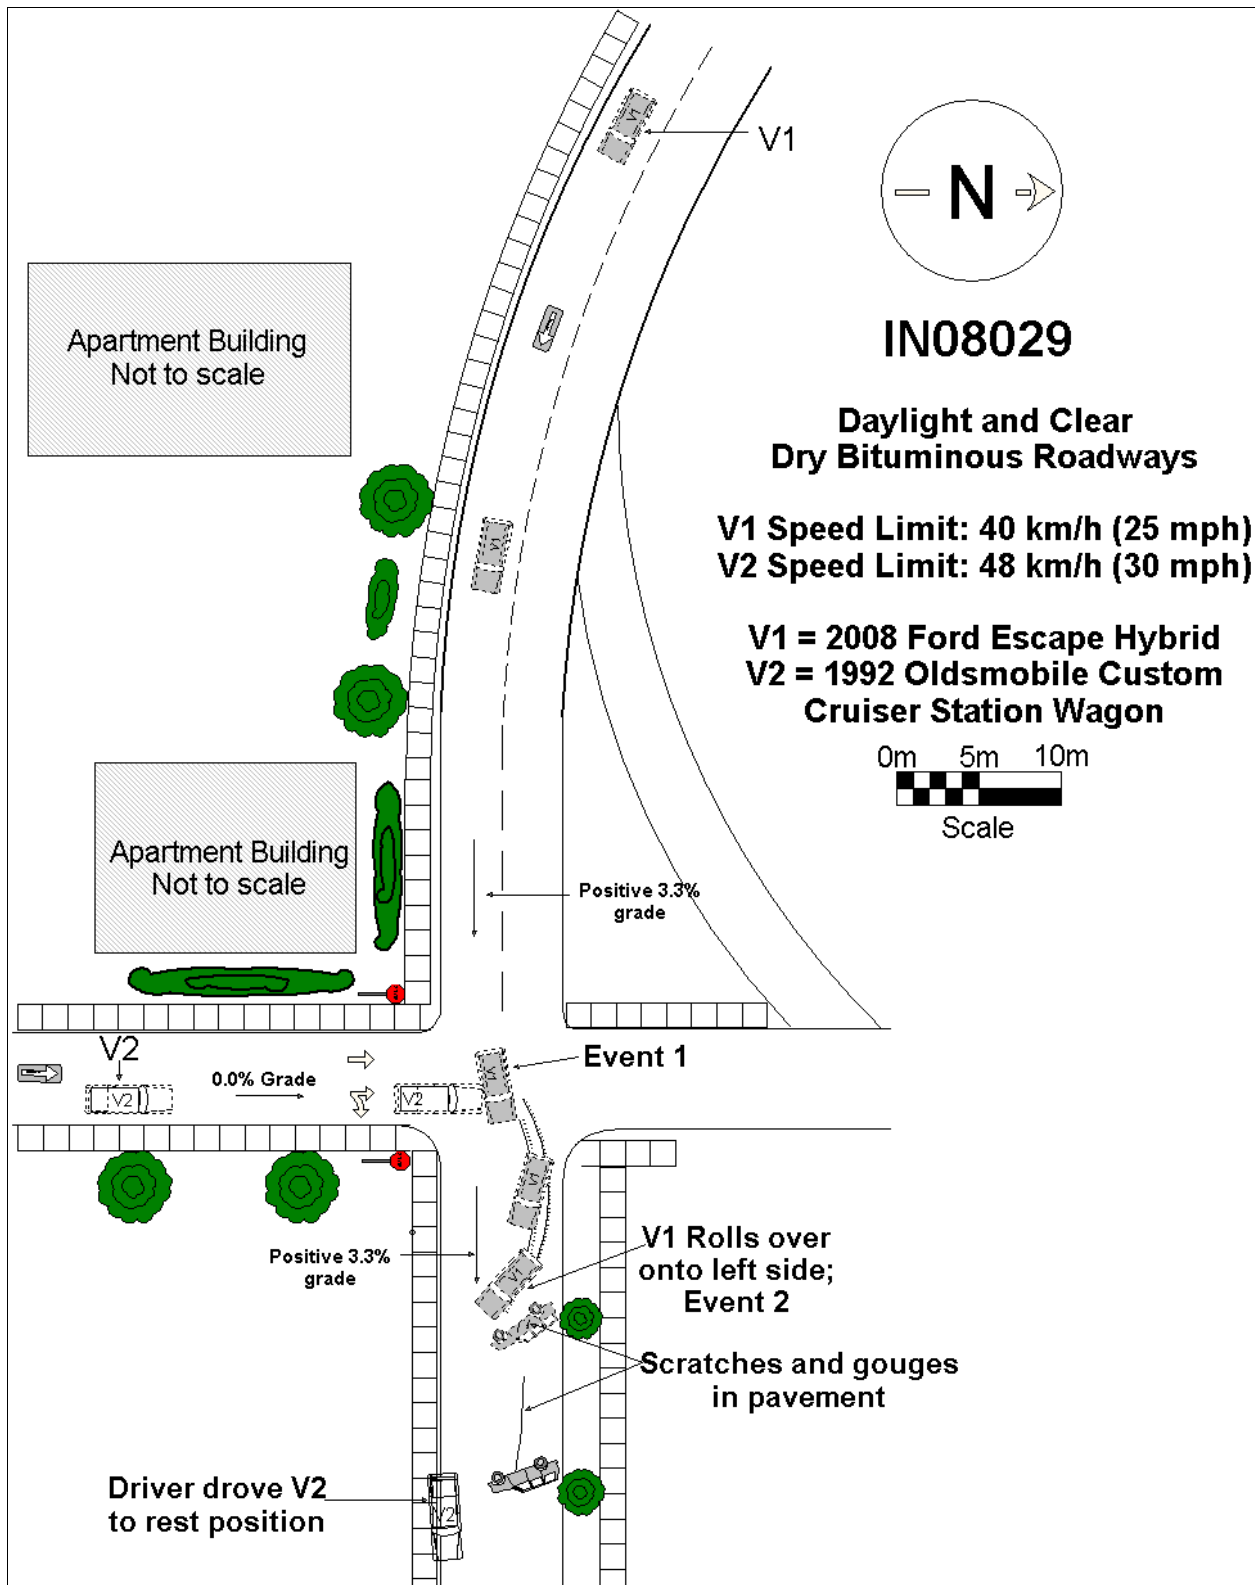 V1
V1
N
IN08029
Apartment Building
Not to scale
Daylight and Clear
Dry Bituminous Roadways
V1 Speed Limit: 40 km/h (25 mph)
V2 Speed Limit: 48 km/h (30 mph)
V1
V1 = 2008 Ford Escape Hybrid
V2 = 1992 Oldsmobile Custom
Cruiser Station Wagon
0m 5m 10m
Scale
Apartment Building
Not to scale
Positive 3.3%
grade
V2
Event 1
0.0% Grade
V1
V2
V2
V1
Positive 3.3%
grade
V1 Rolls over
onto left side;
Event 2
V1
Scratches and gouges
in pavement
Driver drove V2
to rest position
V2